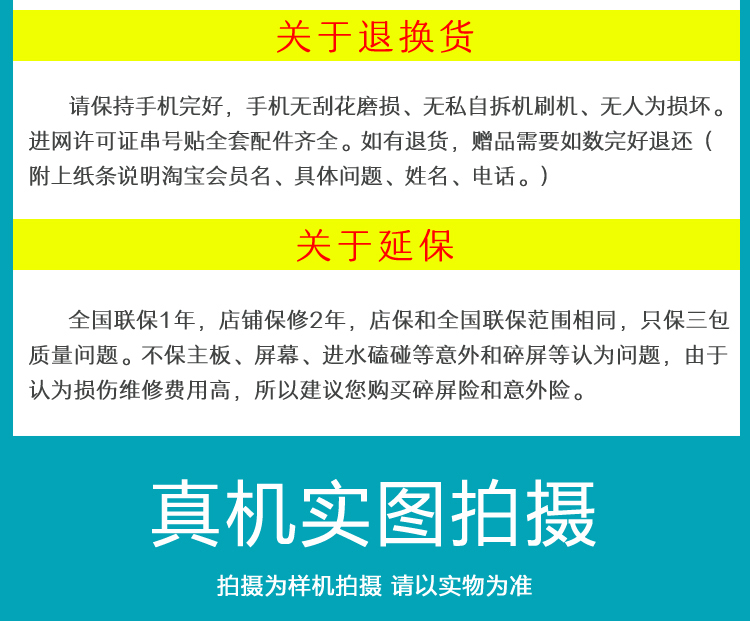 关于退换货
请保持手机完好，手机无刮花磨损、无私自拆机刷机、无人为损坏。
进网许可证串号贴全套配件齐全。如有退货，赠品需要如数完好退还（
附上纸条说明淘宝会员名、具体问题、姓名、电话。）
关于延保
全国联保1年，店铺保修2年，店保和全国联保范围相同，只保三包
质量问题。不保主板、屏幕、进水磕碰等意外和碎屏等认为问题，由于
认为损伤维修费用高，所以建议您购买碎屏险和意外险。
真机实图拍摄
拍摄为样机拍摄 请以实物为准